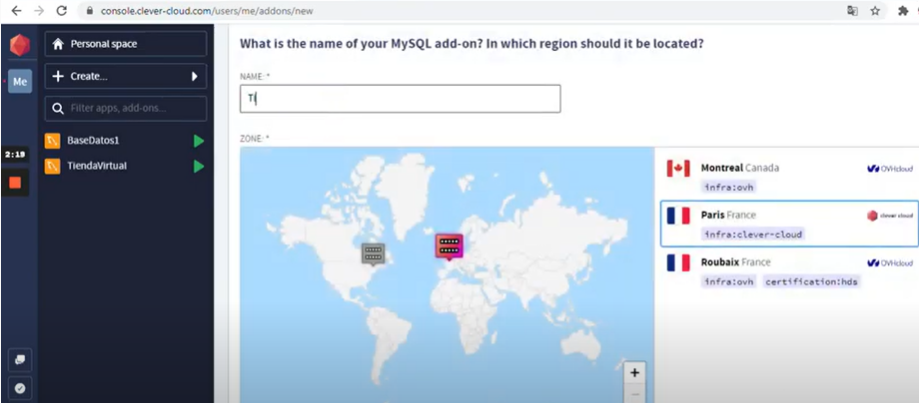 console.clever-cloud.com/users/me/addons/new
Personal space
Me
Create...
Filter apps, add-ons...
BaseDatos1
2:19
TiendaVirtual
What is the name of your MySQL add-on? In which region should it be located?
NAME: *
Ti
ZONE: *
Montreal Canada
OVHcloud
infra:ovh
Paris France
clever cloud
infra:clever-cloud
Roubaix France
OVHcloud
infra:ovh certification:hds
+
-